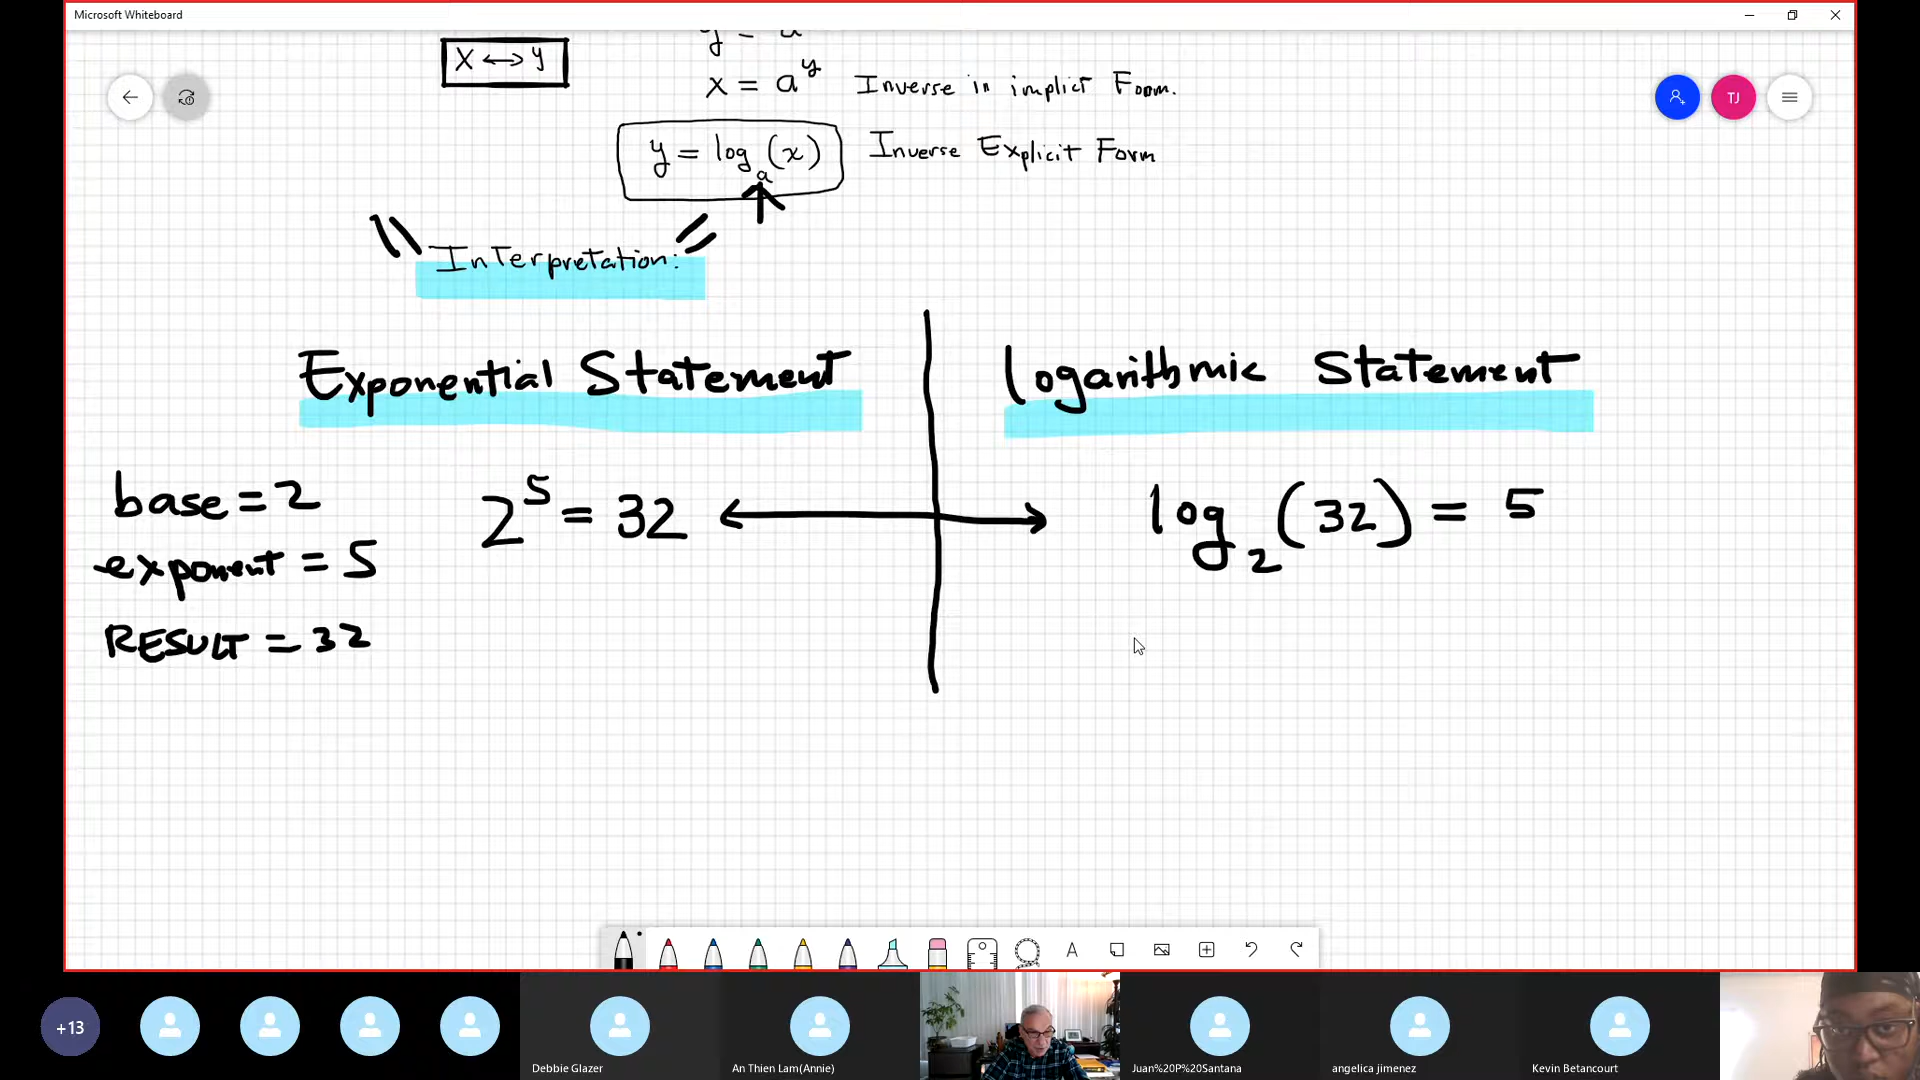 Microsoft Whiteboard
X ↔ y
x = a^y Inverse in implict Form.
y = log_a (x) Inverse Explicit Form
\\ Interpretation: //
Exponential Statement
Logarithmic Statement
base = 2
2^5 = 32 ↔ log_2 (32) = 5
exponent = 5
RESULT = 32
TJ
A
+13
Debbie Glazer
An Thien Lam(Annie)
Juan%20P%20Santana
angelica jimenez
Kevin Betancourt